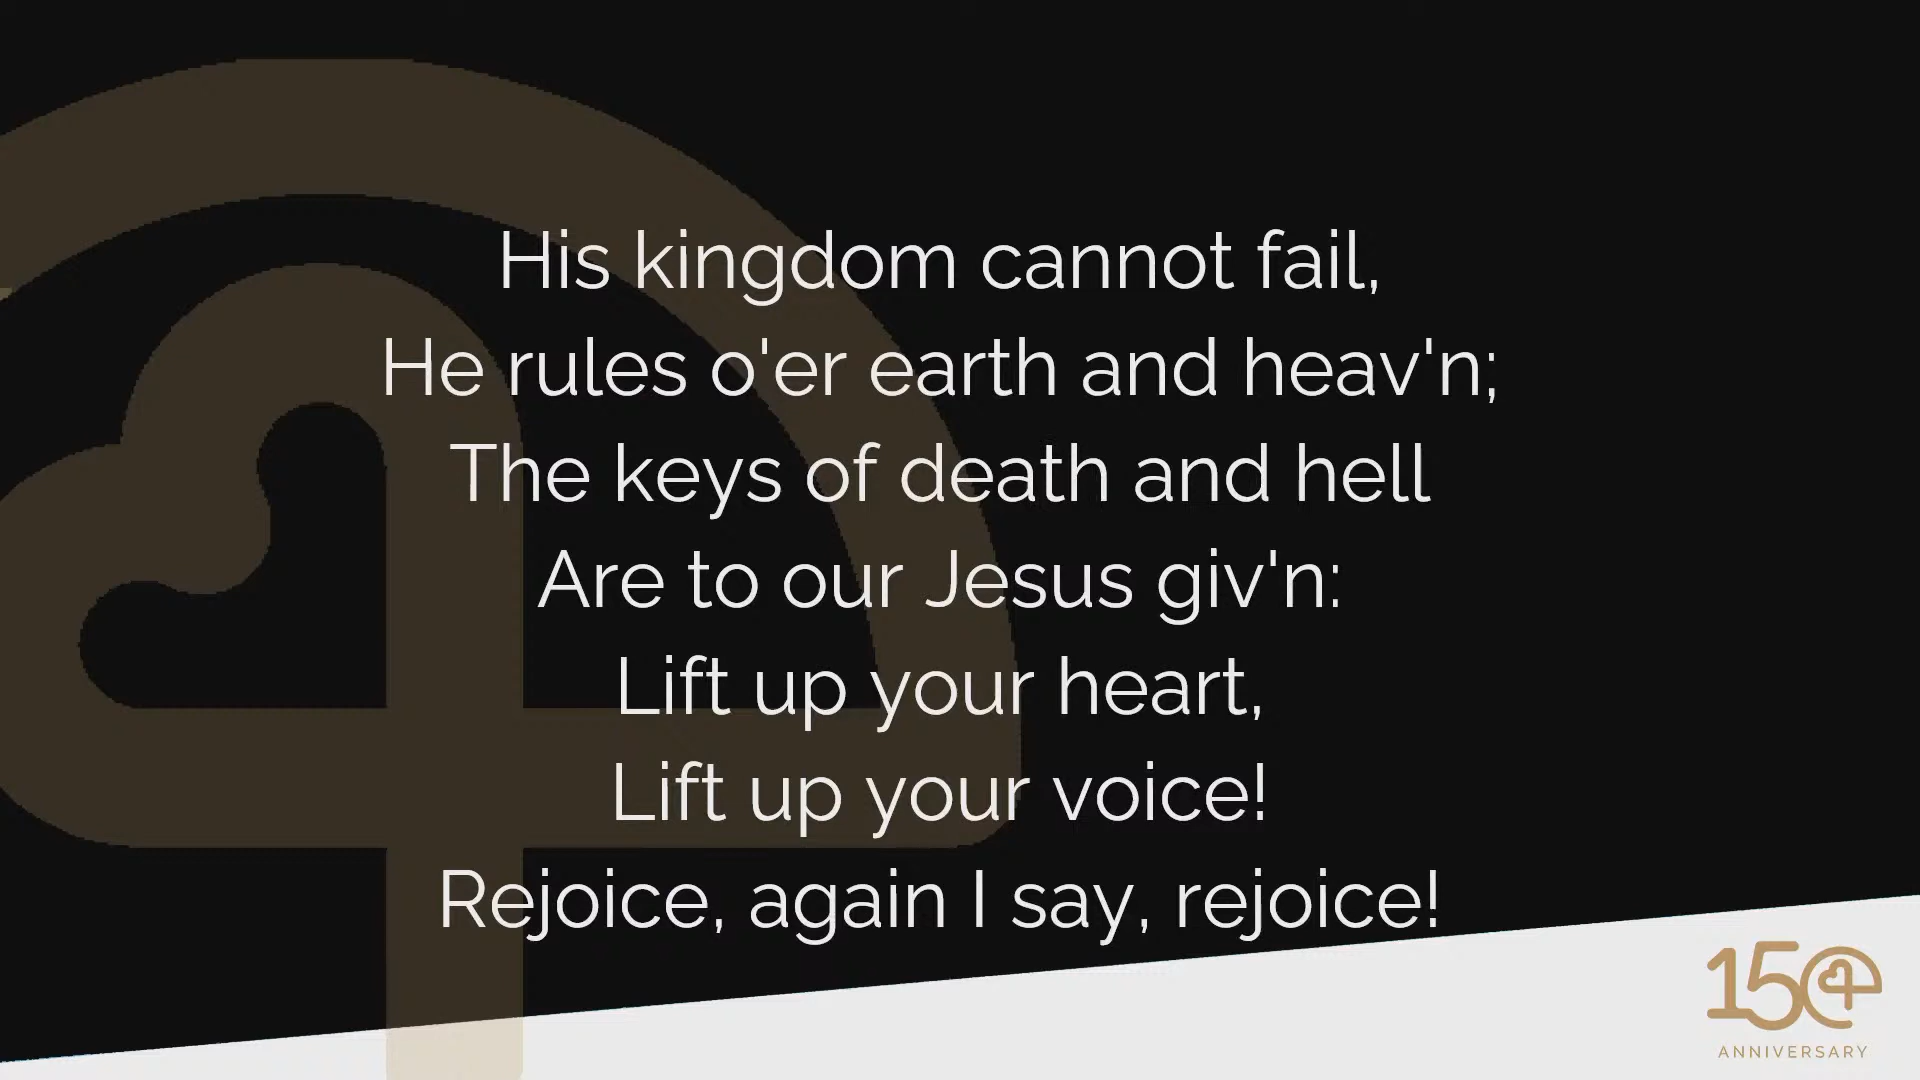 His kingdom cannot fail,
He rules o'er earth and heav'n;
The keys of death and hell
Are to our Jesus giv'n:
Lift up your heart,
Lift up your voice!
Rejoice, again I say, rejoice!
150
ANNIVERSARY